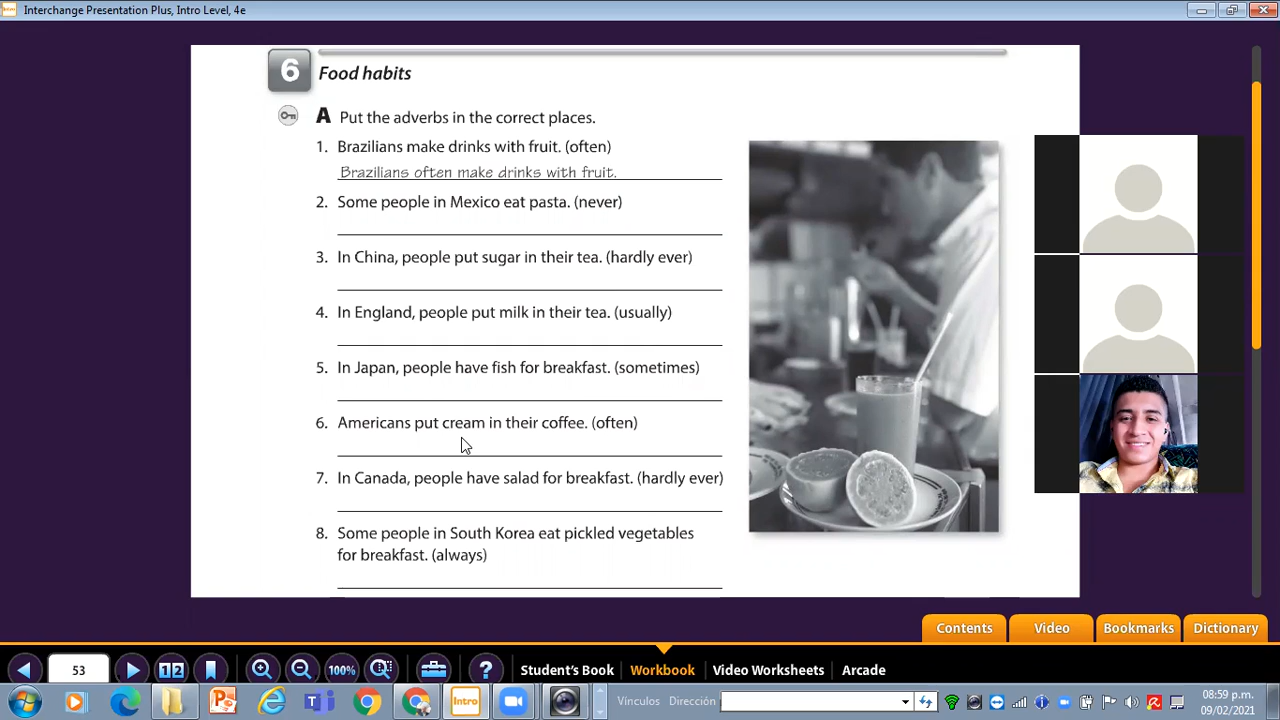 Interchange Presentation Plus, Intro Level, 4e
6 Food habits
A Put the adverbs in the correct places.
1. Brazilians make drinks with fruit. (often)
Brazilians often make drinks with fruit.
2. Some people in Mexico eat pasta. (never)
3. In China, people put sugar in their tea. (hardly ever)
4. In England, people put milk in their tea. (usually)
5. In Japan, people have fish for breakfast. (sometimes)
6. Americans put cream in their coffee. (often)
7. In Canada, people have salad for breakfast. (hardly ever)
8. Some people in South Korea eat pickled vegetables
for breakfast. (always)
Contents Video Bookmarks Dictionary
53 12 100% ? Student's Book Workbook Video Worksheets Arcade
Intro Vínculos Dirección 08:59 p.m.
09/02/2021